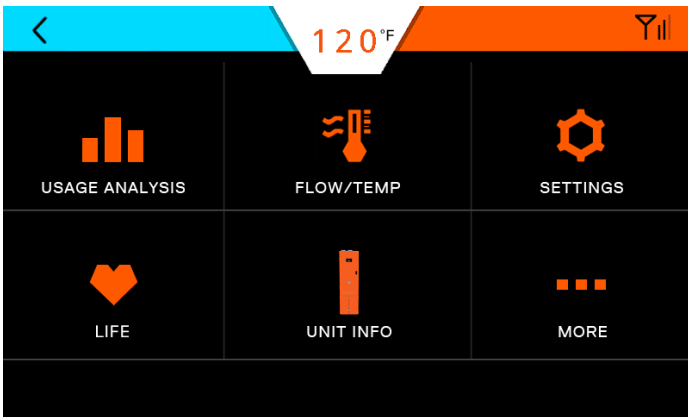 120°F
USAGE ANALYSIS
FLOW/TEMP
SETTINGS
LIFE
UNIT INFO
MORE